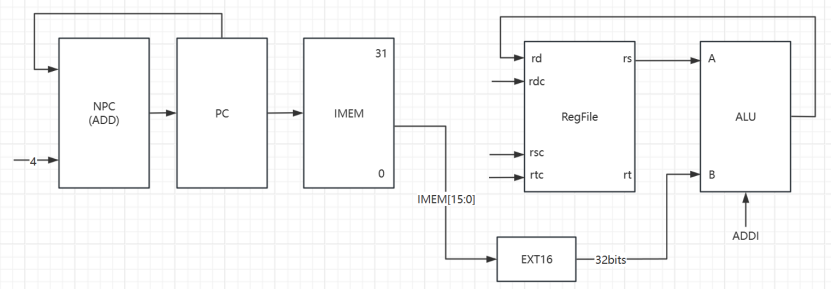 NPC
(ADD)
4
PC
31
IMEM
0
IMEM[15:0]
EXT16
32bits
rd
rs
rdc
RegFile
rsc
rtc
rt
A
ALU
B
ADDI